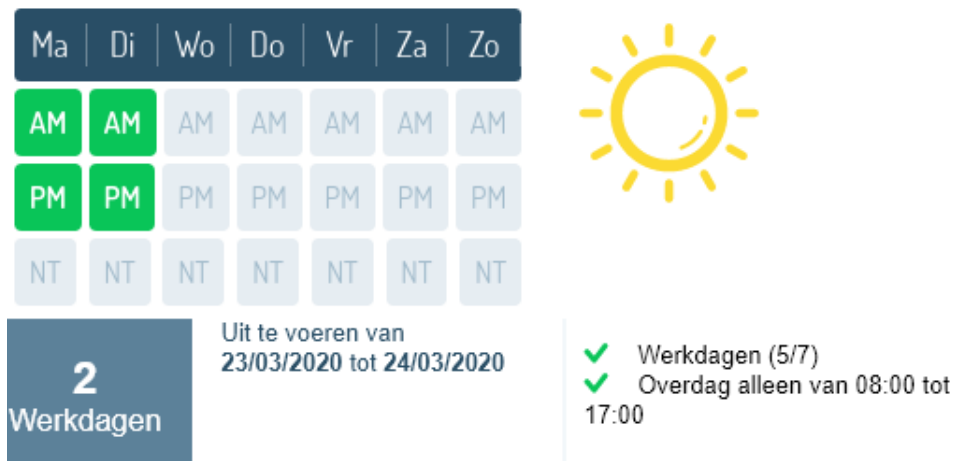 Ma Di Wo Do Vr Za Zo
AM AM AM AM AM AM AM
PM PM PM PM PM PM PM
NT NT NT NT NT NT NT
2
Werkdagen
Uit te voeren van
23/03/2020 tot 24/03/2020
Werkdagen (5/7)
Overdag alleen van 08:00 tot
17:00